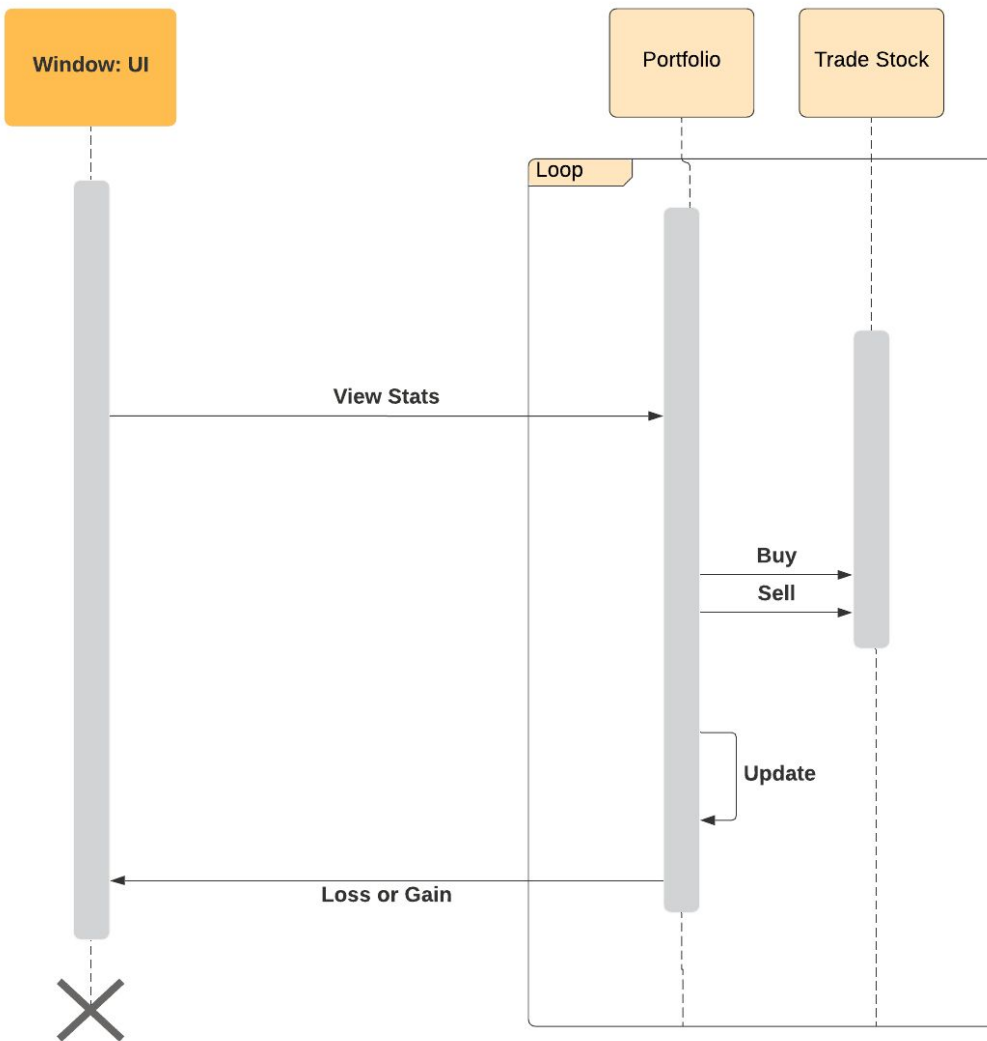 Window: UI
Portfolio
Trade Stock
Loop
View Stats
Buy
Sell
Update
Loss or Gain